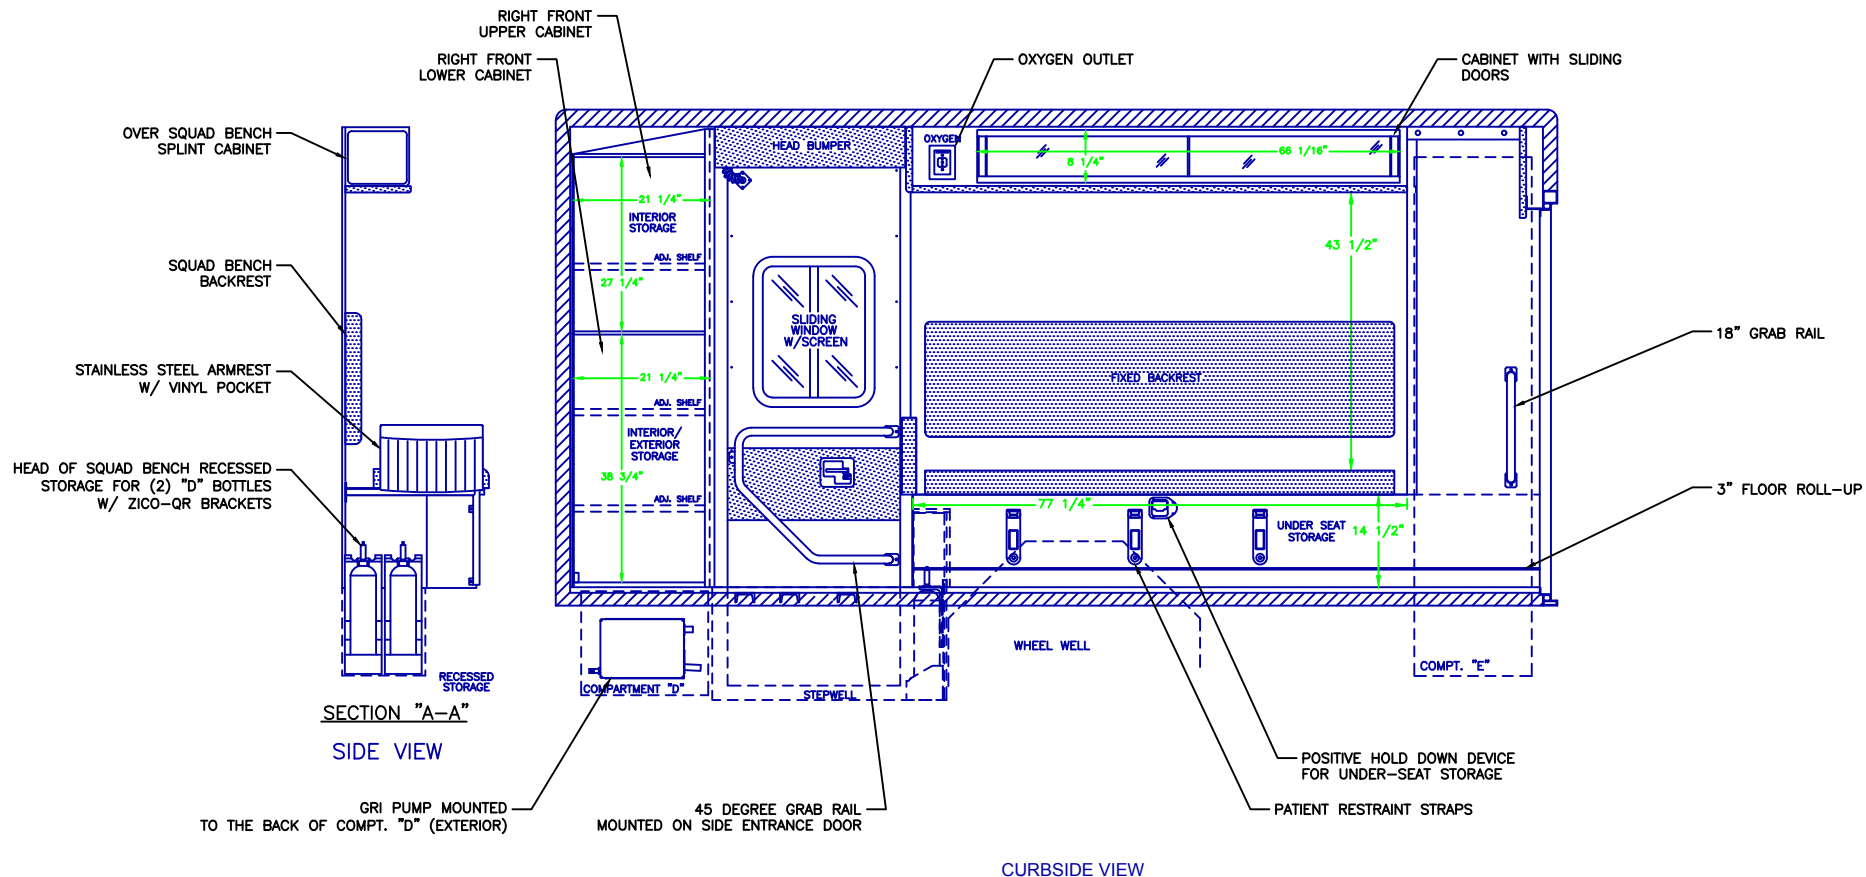 RIGHT FRONT
UPPER CABINET
RIGHT FRONT
LOWER CABINET
OXYGEN OUTLET
CABINET WITH SLIDING
DOORS
OVER SQUAD BENCH
SPLINT CABINET
SQUAD BENCH
BACKREST
STAINLESS STEEL ARMREST
W/ VINYL POCKET
HEAD OF SQUAD BENCH RECESSED
STORAGE FOR (2) "D" BOTTLES
W/ ZICO-QR BRACKETS
RECESSED
STORAGE
SECTION "A-A"
SIDE VIEW
HEAD BUMPER
OXYGEN
8 1/4"
66 1/16"
21 1/4"
INTERIOR
STORAGE
ADJ. SHELF
27 1/4"
43 1/2"
SLIDING
WINDOW
W/SCREEN
21 1/4"
FIXED BACKREST
ADJ. SHELF
INTERIOR/
EXTERIOR
STORAGE
38 3/4"
ADJ. SHELF
77 1/4"
UNDER SEAT
STORAGE
14 1/2"
18" GRAB RAIL
3" FLOOR ROLL-UP
WHEEL WELL
COMPT. "E"
COMPARTMENT "D"
STEPWELL
GRI PUMP MOUNTED
TO THE BACK OF COMPT. "D" (EXTERIOR)
45 DEGREE GRAB RAIL
MOUNTED ON SIDE ENTRANCE DOOR
POSITIVE HOLD DOWN DEVICE
FOR UNDER-SEAT STORAGE
PATIENT RESTRAINT STRAPS
CURBSIDE VIEW